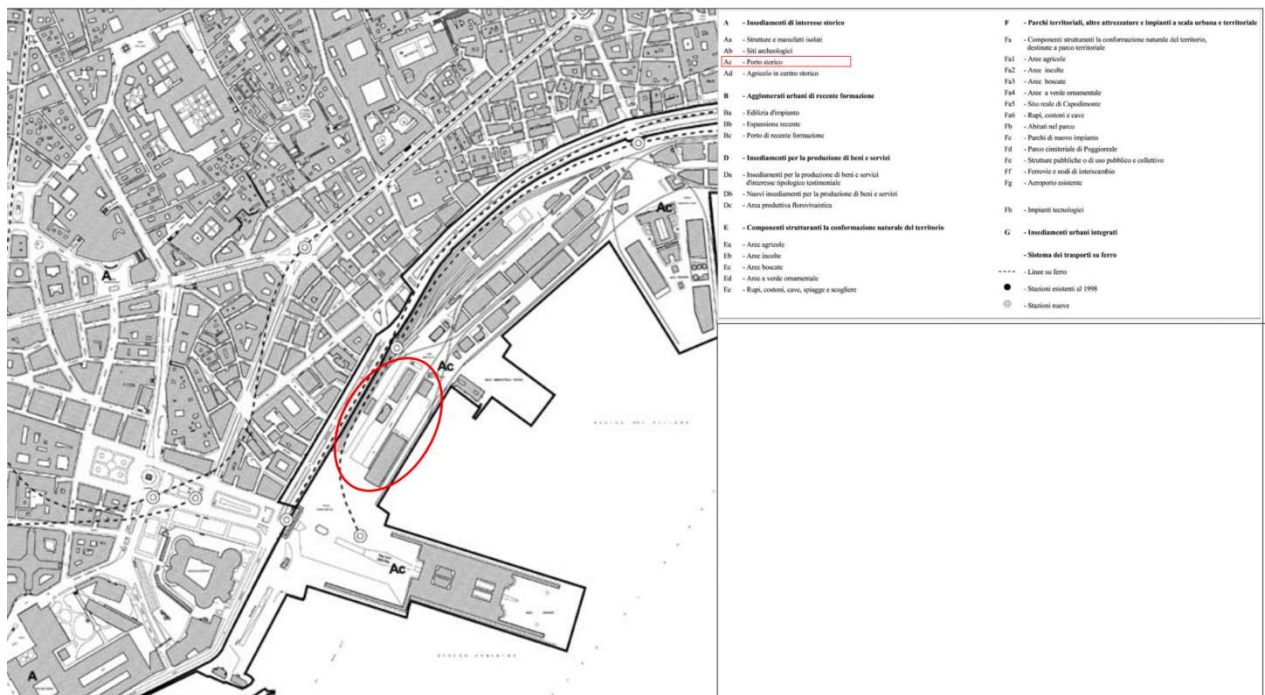 A - Insediamenti di interesse storico
Aa - Strutture e manufatti isolati
Ab - Siti archeologici
Ac - Porto storico
Ad - Agricolo in centro storico
B - Agglomerati urbani di recente formazione
Ba - Edilizia d'impianto
Bb - Espansione recente
Bc - Porto di recente formazione
D - Insediamenti per la produzione di beni e servizi
Da - Insediamenti per la produzione di beni e servizi
d'interesse tipologico testimoniale
Db - Nuovi insediamenti per la produzione di beni e servizi
Dc - Area produttiva florovivaistica
E - Componenti strutturanti la conformazione naturale del territorio
Ea - Aree agricole
Eb - Aree incolte
Ec - Aree boscate
Ed - Aree a verde ornamentale
Ee - Rupi, costoni, cave, spiagge e scogliere
F - Parchi territoriali, altre attrezzature e impianti a scala urbana e territoriale
Fa - Componenti strutturanti la conformazione naturale del territorio,
destinate a parco territoriale
Fa1 - Aree agricole
Fa2 - Aree incolte
Fa3 - Aree boscate
Fa4 - Aree a verde ornamentale
Fa5 - Sito reale di Capodimonte
Fa6 - Rupi, costoni e cave
Fb - Abitati nel parco
Fc - Parchi di nuovo impianto
Fd - Parco cimiteriale di Poggioreale
Fe - Strutture pubbliche o di uso pubblico e collettivo
Ff - Ferrovie e nodi di interscambio
Fg - Aeroporto esistente
Fh - Impianti tecnologici
G - Insediamenti urbani integrati
- Sistema dei trasporti su ferro
- Linee su ferro
- Stazioni esistenti al 1998
- Stazioni nuove
Ac
A
Ac
Ac
A